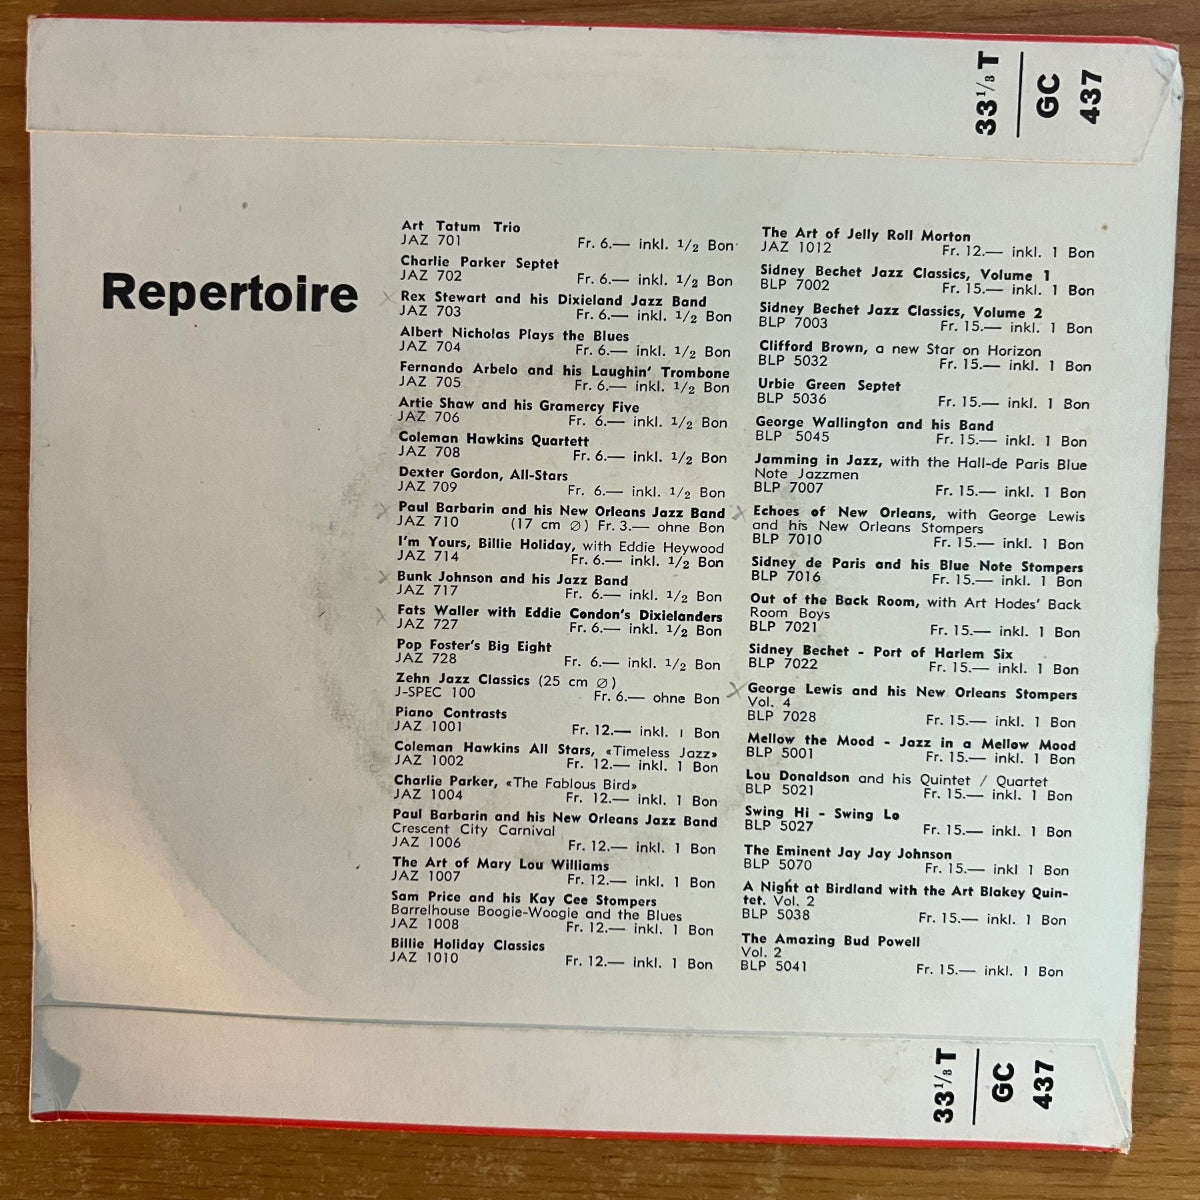 33⅓ T
GC
437
Repertoire
Art Tatum Trio
JAZ 701 Fr. 6.— inkl. 1/2 Bon
Charlie Parker Septet
JAZ 702 Fr. 6.— inkl. 1/2 Bon
Rex Stewart and his Dixieland Jazz Band
JAZ 703 Fr. 6.— inkl. 1/2 Bon
Albert Nicholas Plays the Blues
JAZ 704 Fr. 6.— inkl. 1/2 Bon
Fernando Arbelo and his Laughin' Trombone
JAZ 705 Fr. 6.— inkl. 1/2 Bon
Artie Shaw and his Gramercy Five
JAZ 706 Fr. 6.— inkl. 1/2 Bon
Coleman Hawkins Quartett
JAZ 708 Fr. 6.— inkl. 1/2 Bon
Dexter Gordon, All-Stars
JAZ 709 Fr. 6.— inkl. 1/2 Bon
Paul Barbarin and his New Orleans Jazz Band
JAZ 710 (17 cm ∅) Fr. 3.— ohne Bon
I'm Yours, Billie Holiday, with Eddie Heywood
JAZ 714 Fr. 6.— inkl. 1/2 Bon
Bunk Johnson and his Jazz Band
JAZ 717 Fr. 6.— inkl. 1/2 Bon
Fats Waller with Eddie Condon's Dixielanders
JAZ 727 Fr. 6.— inkl. 1/2 Bon
Pop Foster's Big Eight
JAZ 728 Fr. 6.— inkl. 1/2 Bon
Zehn Jazz Classics (25 cm ∅)
J-SPEC 100 Fr. 6.— ohne Bon
Piano Contrasts
JAZ 1001 Fr. 12.— inkl. 1 Bon
Coleman Hawkins All Stars, «Timeless Jazz»
JAZ 1002 Fr. 12.— inkl. 1 Bon
Charlie Parker, «The Fablous Bird»
JAZ 1004 Fr. 12.— inkl. 1 Bon
Paul Barbarin and his New Orleans Jazz Band
Crescent City Carnival
JAZ 1006 Fr. 12.— inkl. 1 Bon
The Art of Mary Lou Williams
JAZ 1007 Fr. 12.— inkl. 1 Bon
Sam Price and his Kay Cee Stompers
Barrelhouse Boogie-Woogie and the Blues
JAZ 1008 Fr. 12.— inkl. 1 Bon
Billie Holiday Classics
JAZ 1010 Fr. 12.— inkl. 1 Bon
The Art of Jelly Roll Morton
JAZ 1012 Fr. 12.— inkl. 1 Bon
Sidney Bechet Jazz Classics, Volume 1
BLP 7002 Fr. 15.— inkl. 1 Bon
Sidney Bechet Jazz Classics, Volume 2
BLP 7003 Fr. 15.— inkl. 1 Bon
Clifford Brown, a new Star on Horizon
BLP 5032 Fr. 15.— inkl. 1 Bon
Urbie Green Septet
BLP 5036 Fr. 15.— inkl. 1 Bon
George Wallington and his Band
BLP 5045 Fr. 15.— inkl. 1 Bon
Jamming in Jazz, with the Hall-de Paris Blue
Note Jazzmen
BLP 7007 Fr. 15.— inkl. 1 Bon
Echoes of New Orleans, with George Lewis
and his New Orleans Stompers
BLP 7010 Fr. 15.— inkl. 1 Bon
Sidney de Paris and his Blue Note Stompers
BLP 7016 Fr. 15.— inkl. 1 Bon
Out of the Back Room, with Art Hodes' Back
Room Boys
BLP 7021 Fr. 15.— inkl. 1 Bon
Sidney Bechet - Port of Harlem Six
BLP 7022 Fr. 15.— inkl. 1 Bon
George Lewis and his New Orleans Stompers
Vol. 4
BLP 7028 Fr. 15.— inkl. 1 Bon
Mellow the Mood - Jazz in a Mellow Mood
BLP 5001 Fr. 15.— inkl. 1 Bon
Lou Donaldson and his Quintet / Quartet
BLP 5021 Fr. 15.— inkl. 1 Bon
Swing Hi - Swing Lo
BLP 5027 Fr. 15.— inkl. 1 Bon
The Eminent Jay Jay Johnson
BLP 5070 Fr. 15.— inkl 1 Bon
A Night at Birdland with the Art Blakey Quin-
tet. Vol. 2
BLP 5038 Fr. 15.— inkl. 1 Bon
The Amazing Bud Powell
Vol. 2
BLP 5041 Fr. 15.— inkl. 1 Bon
33⅓ T
GC
437